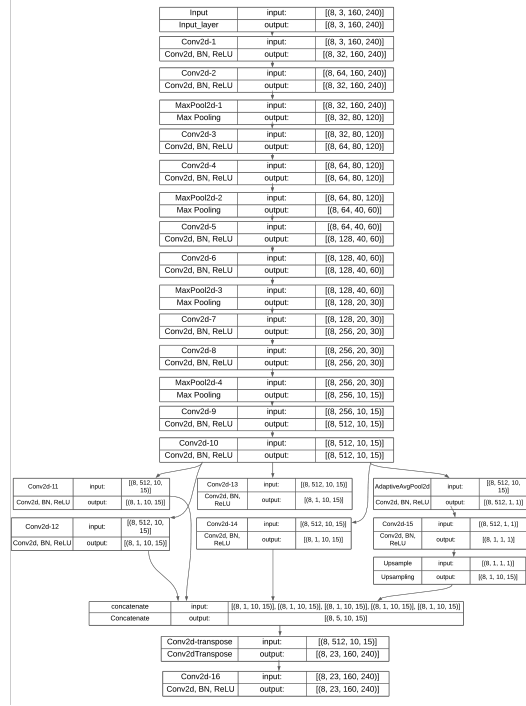 Input input: [(8, 3, 160, 240)]
Input_layer output: [(8, 3, 160, 240)]
Conv2d-1 input: [(8, 3, 160, 240)]
Conv2d, BN, ReLU output: [(8, 32, 160, 240)]
Conv2d-2 input: [(8, 64, 160, 240)]
Conv2d, BN, ReLU output: [(8, 32, 160, 240)]
MaxPool2d-1 input: [(8, 32, 160, 240)]
Max Pooling output: [(8, 32, 80, 120)]
Conv2d-3 input: [(8, 32, 80, 120)]
Conv2d, BN, ReLU output: [(8, 64, 80, 120)]
Conv2d-4 input: [(8, 64, 80, 120)]
Conv2d, BN, ReLU output: [(8, 64, 80, 120)]
MaxPool2d-2 input: [(8, 64, 80, 120)]
Max Pooling output: [(8, 64, 40, 60)]
Conv2d-5 input: [(8, 64, 40, 60)]
Conv2d, BN, ReLU output: [(8, 128, 40, 60)]
Conv2d-6 input: [(8, 128, 40, 60)]
Conv2d, BN, ReLU output: [(8, 128, 40, 60)]
MaxPool2d-3 input: [(8, 128, 40, 60)]
Max Pooling output: [(8, 128, 20, 30)]
Conv2d-7 input: [(8, 128, 20, 30)]
Conv2d, BN, ReLU output: [(8, 256, 20, 30)]
Conv2d-8 input: [(8, 256, 20, 30)]
Conv2d, BN, ReLU output: [(8, 256, 20, 30)]
MaxPool2d-4 input: [(8, 256, 20, 30)]
Max Pooling output: [(8, 256, 10, 15)]
Conv2d-9 input: [(8, 256, 10, 15)]
Conv2d, BN, ReLU output: [(8, 512, 10, 15)]
Conv2d-10 input: [(8, 512, 10, 15)]
Conv2d, BN, ReLU output: [(8, 512, 10, 15)]
Conv2d-11 input: [(8, 512, 10,
15)]
Conv2d, BN, ReLU output: [(8, 1, 10, 15)]
Conv2d-12 input: [(8, 512, 10,
15)]
Conv2d, BN, ReLU output: [(8, 1, 10, 15)]
Conv2d-13 input: [(8, 512, 10, 15)]
Conv2d, BN,
ReLU output: [(8, 1, 10, 15)]
Conv2d-14 input: [(8, 512, 10, 15)]
Conv2d, BN,
ReLU output: [(8, 1, 10, 15)]
AdaptiveAvgPool2d input: [(8, 512, 10,
15)]
Conv2d, BN, ReLU output: [(8, 512, 1, 1)]
Conv2d-15 input: [(8, 512, 1, 1)]
Conv2d, BN,
ReLU output: [(8, 1, 1, 1)]
Upsample input: [(8, 1, 1, 1)]
Upsampling output: [(8, 1, 10, 15)]
concatenate input: [(8, 1, 10, 15)], [(8, 1, 10, 15)], [(8, 1, 10, 15)], [(8, 1, 10, 15)], [(8, 1, 10, 15)]
Concatenate output: [(8, 5, 10, 15)]
Conv2d-transpose input: [(8, 512, 10, 15)]
Conv2dTranspose output: [(8, 23, 160, 240)]
Conv2d-16 input: [(8, 23, 160, 240)]
Conv2d, BN, ReLU output: [(8, 23, 160, 240)]